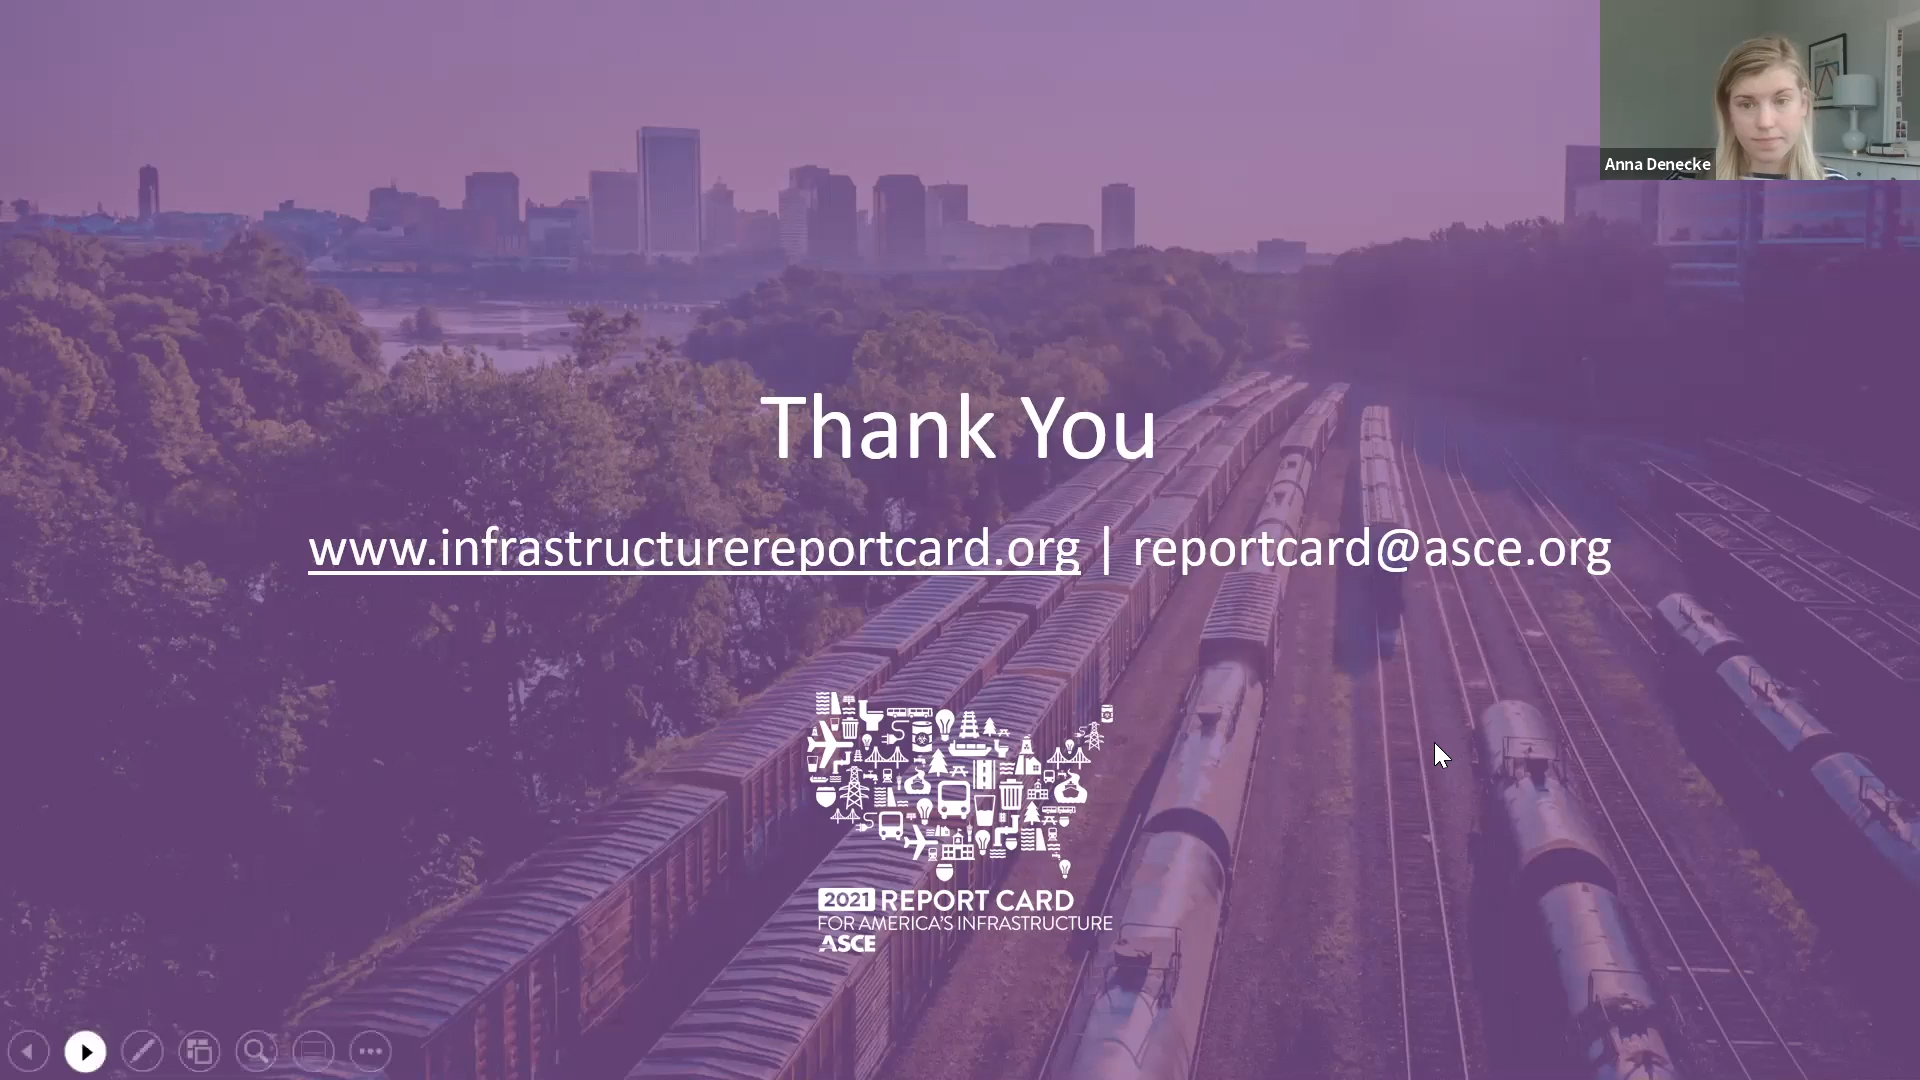 Anna Denecke
Thank You
www.infrastructurereportcard.org | reportcard@asce.org
2021 REPORT CARD
FOR AMERICA'S INFRASTRUCTURE
ASCE